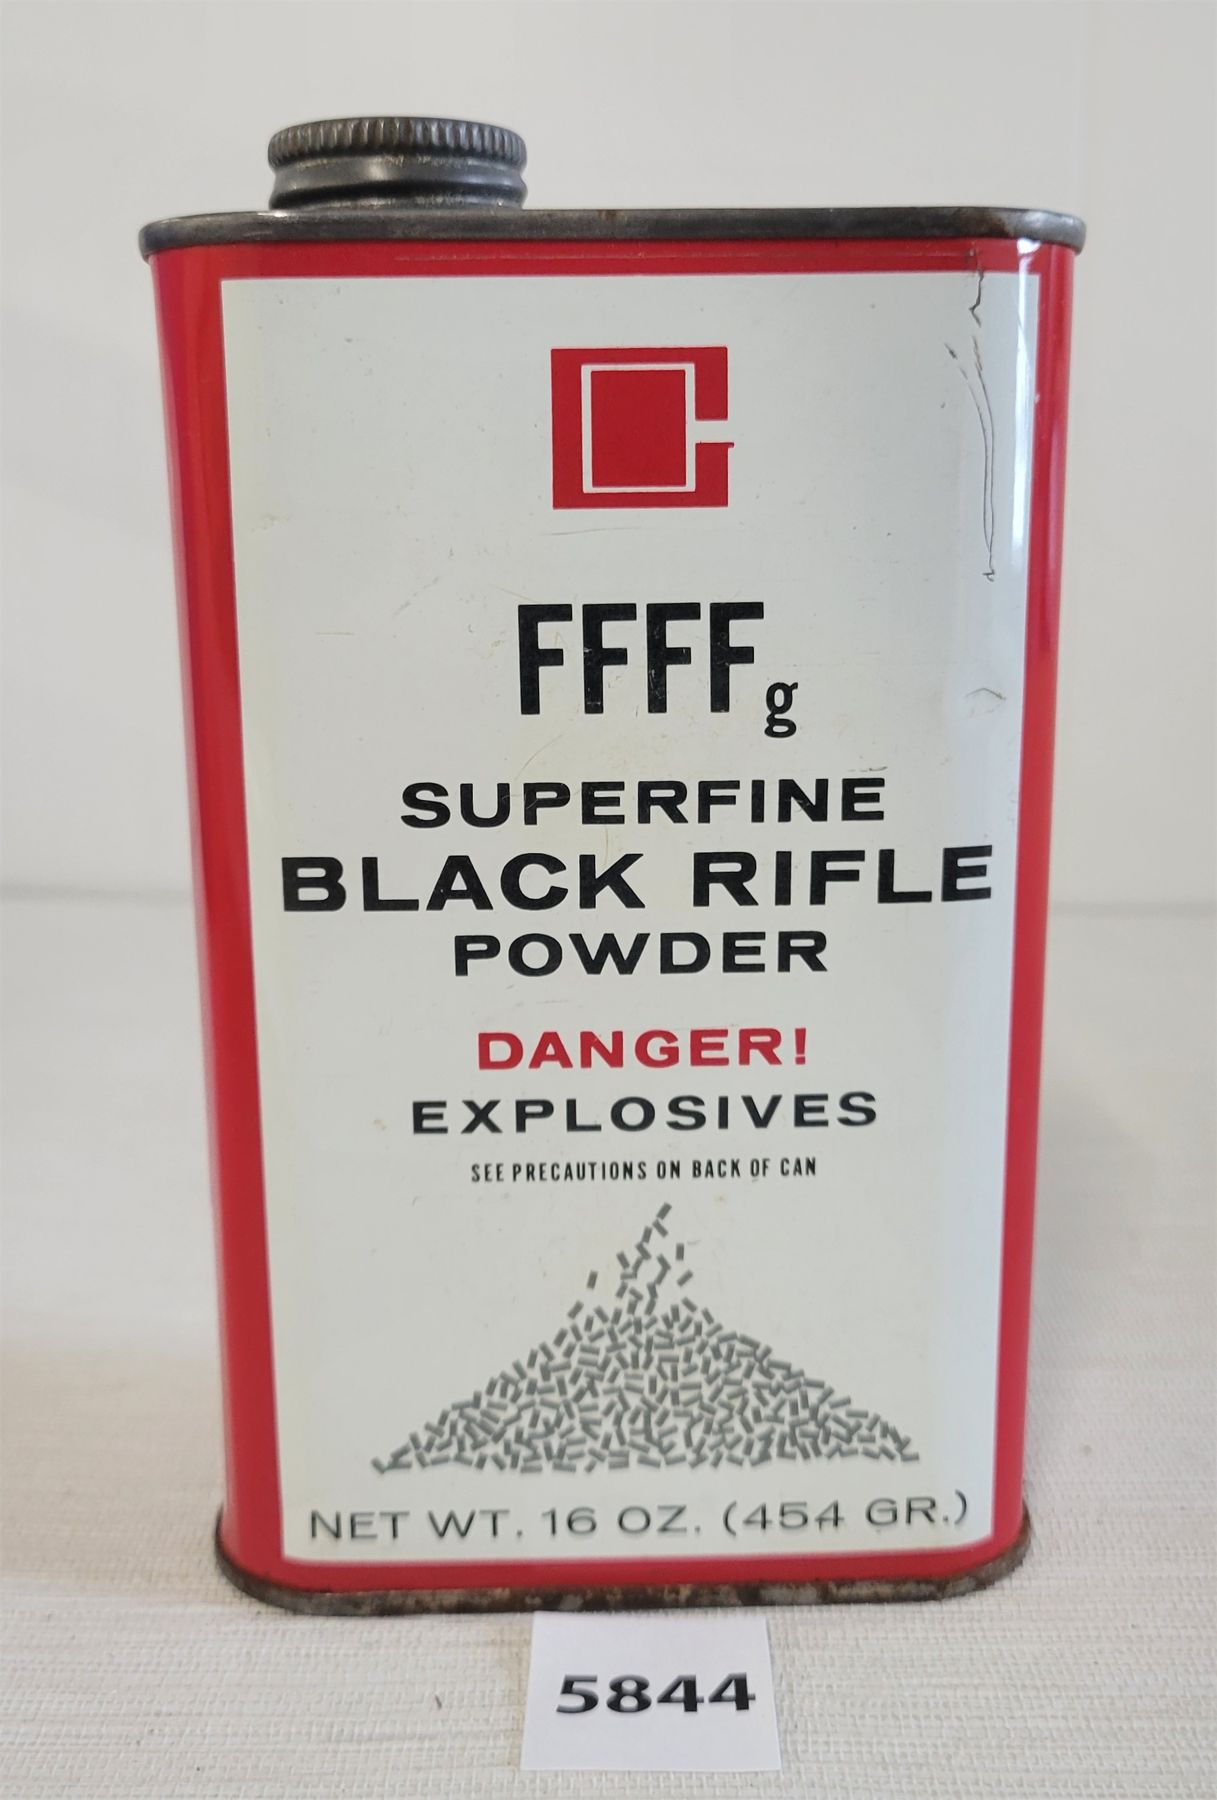 C
FFFFg
SUPERFINE
BLACK RIFLE
POWDER
DANGER!
EXPLOSIVES
SEE PRECAUTIONS ON BACK OF CAN
NET WT. 16 OZ. (454 GR.)
5844